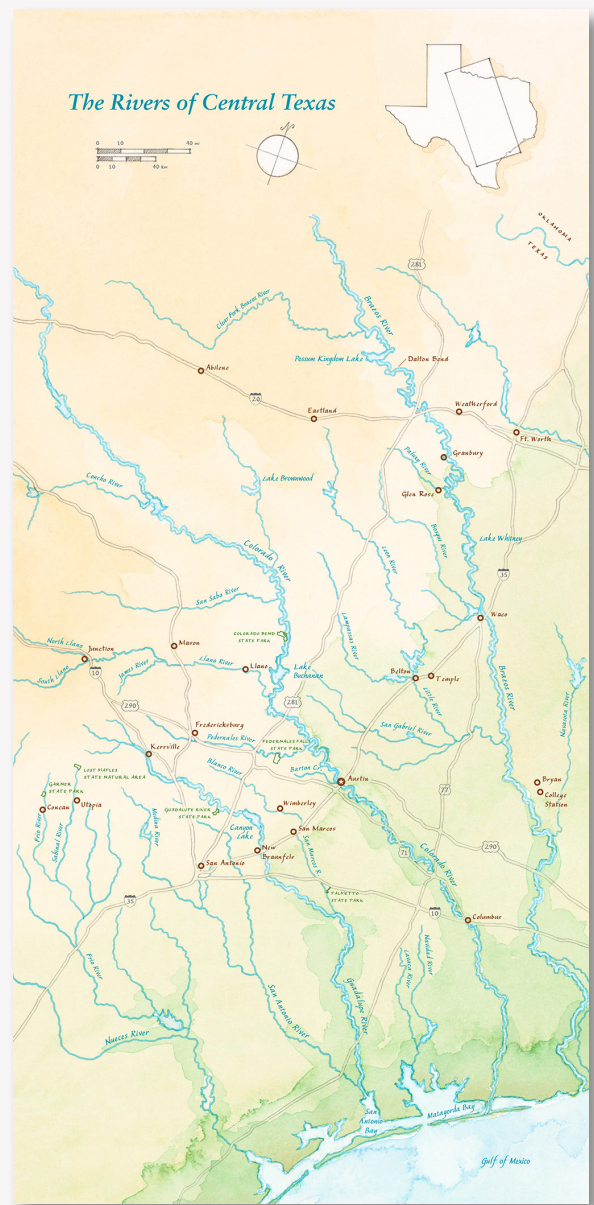 The Rivers of Central Texas
0 10 40 mi
0 10 40 km
N
OKLAHOMA
TEXAS
281
Brazos River
Clear Fork Brazos River
Possum Kingdom Lake
Dalton Bend
Abilene
20
Eastland
Weatherford
Ft. Worth
Granbury
Paluxy River
Glen Rose
Concho River
Lake Brownwood
Colorado River
Leon River
Bosque River
Lake Whitney
35
San Saba River
Lampasas River
Waco
COLORADO BEND
STATE PARK
North Llano
Junction
Mason
Llano River
Llano
James River
South Llano
10
Lake
Buchanan
Belton
Temple
Little River
Brazos River
Navasota River
290
281
Fredericksburg
Pedernales River
PEDERNALES FALLS
STATE PARK
San Gabriel River
Kerrville
Blanco River
Barton C.
Austin
LOST MAPLES
STATE NATURAL AREA
GARNER
STATE PARK
Concan
Utopia
GUADALUPE RIVER
STATE PARK
Wimberley
77
Bryan
College
Station
Frio River
Sabinal River
Medina River
Canyon
Lake
San Marcos
New
Braunfels
San Marcos R.
71
Colorado River
290
San Antonio
PALMETTO
STATE PARK
35
10
Columbus
Frio River
San Antonio River
Guadalupe River
Lavaca River
Navidad River
Nueces River
San
Antonio
Bay
Matagorda Bay
Gulf of Mexico